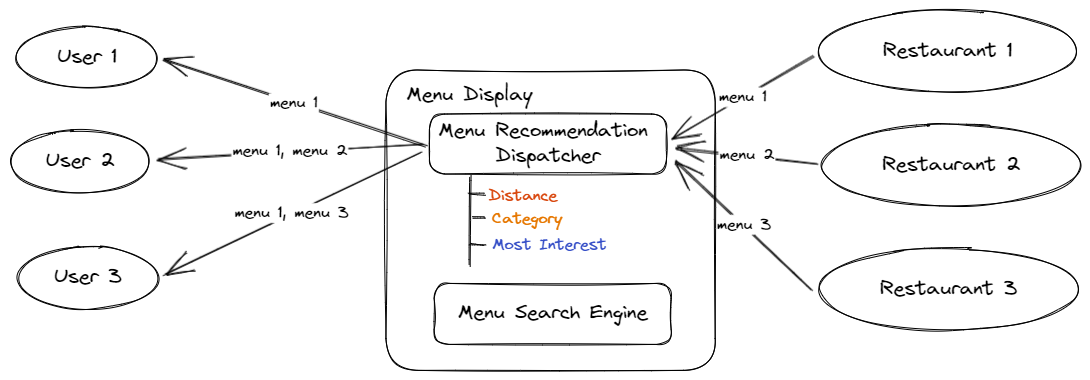 User 1
User 2
User 3
menu 1
menu 1, menu 2
menu 1, menu 3
Menu Display
Menu Recommendation
Dispatcher
Distance
Category
Most Interest
Menu Search Engine
menu 1
menu 2
menu 3
Restaurant 1
Restaurant 2
Restaurant 3